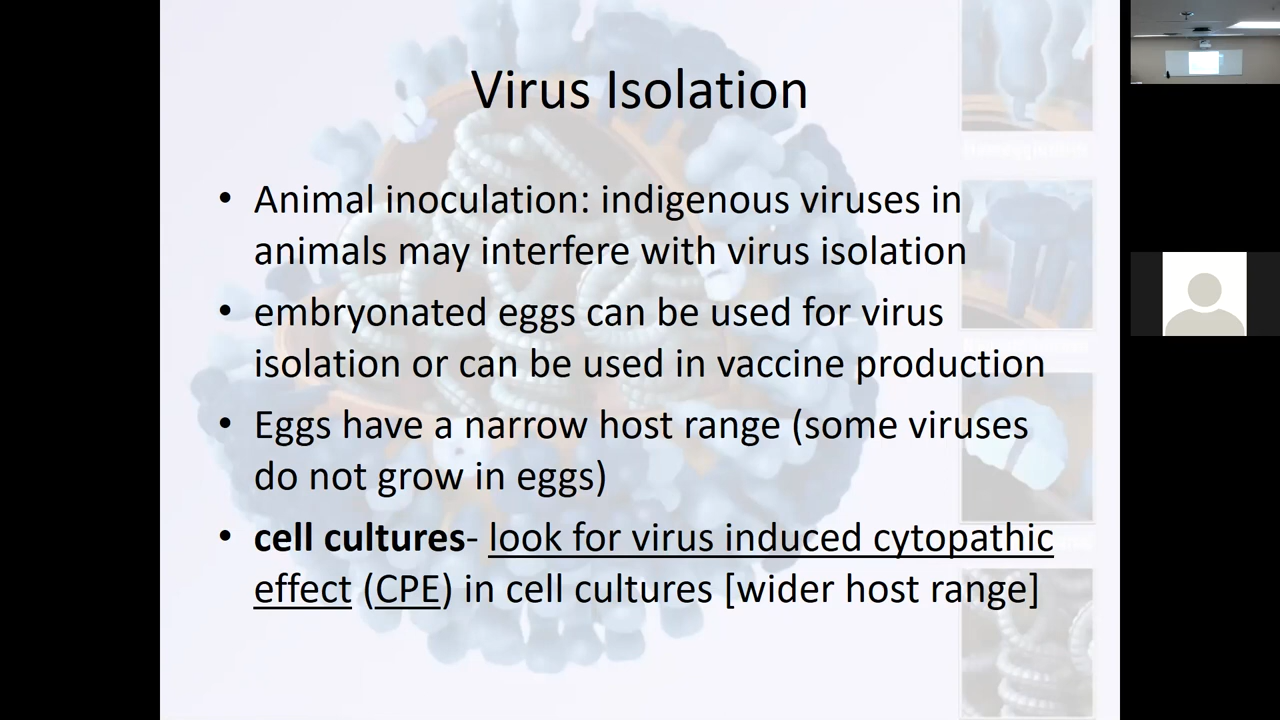 Virus Isolation
• Animal inoculation: indigenous viruses in
animals may interfere with virus isolation
• embryonated eggs can be used for virus
isolation or can be used in vaccine production
• Eggs have a narrow host range (some viruses
do not grow in eggs)
• cell cultures- look for virus induced cytopathic
effect (CPE) in cell cultures [wider host range]